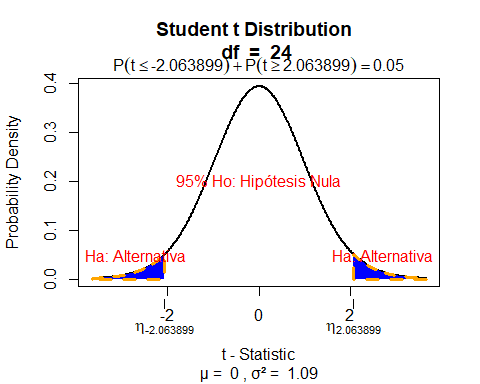 Student t Distribution
df = 24
P(t ≤ -2.063899) + P(t ≥ 2.063899) = 0.05
Probability Density
0.4
0.3
0.2
0.1
0.0
95% Ho: Hipótesis Nula
Ha: Alternativa
Ha: Alternativa
-2
0
2
η-2.063899
η2.063899
t - Statistic
μ = 0 , σ² = 1.09